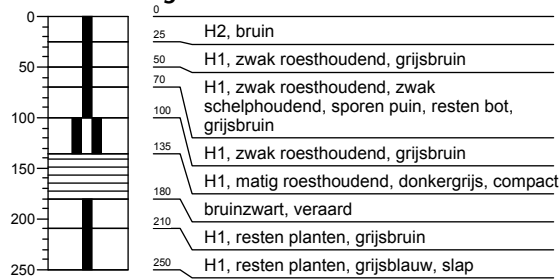 0
0
25
H2, bruin
50
50
H1, zwak roesthoudend, grijsbruin
70
H1, zwak roesthoudend, zwak
schelphoudend, sporen puin, resten bot,
grijsbruin
100
100
H1, zwak roesthoudend, grijsbruin
135
H1, matig roesthoudend, donkergrijs, compact
150
180
bruinzwart, veraard
200
210
H1, resten planten, grijsbruin
250
250
H1, resten planten, grijsblauw, slap